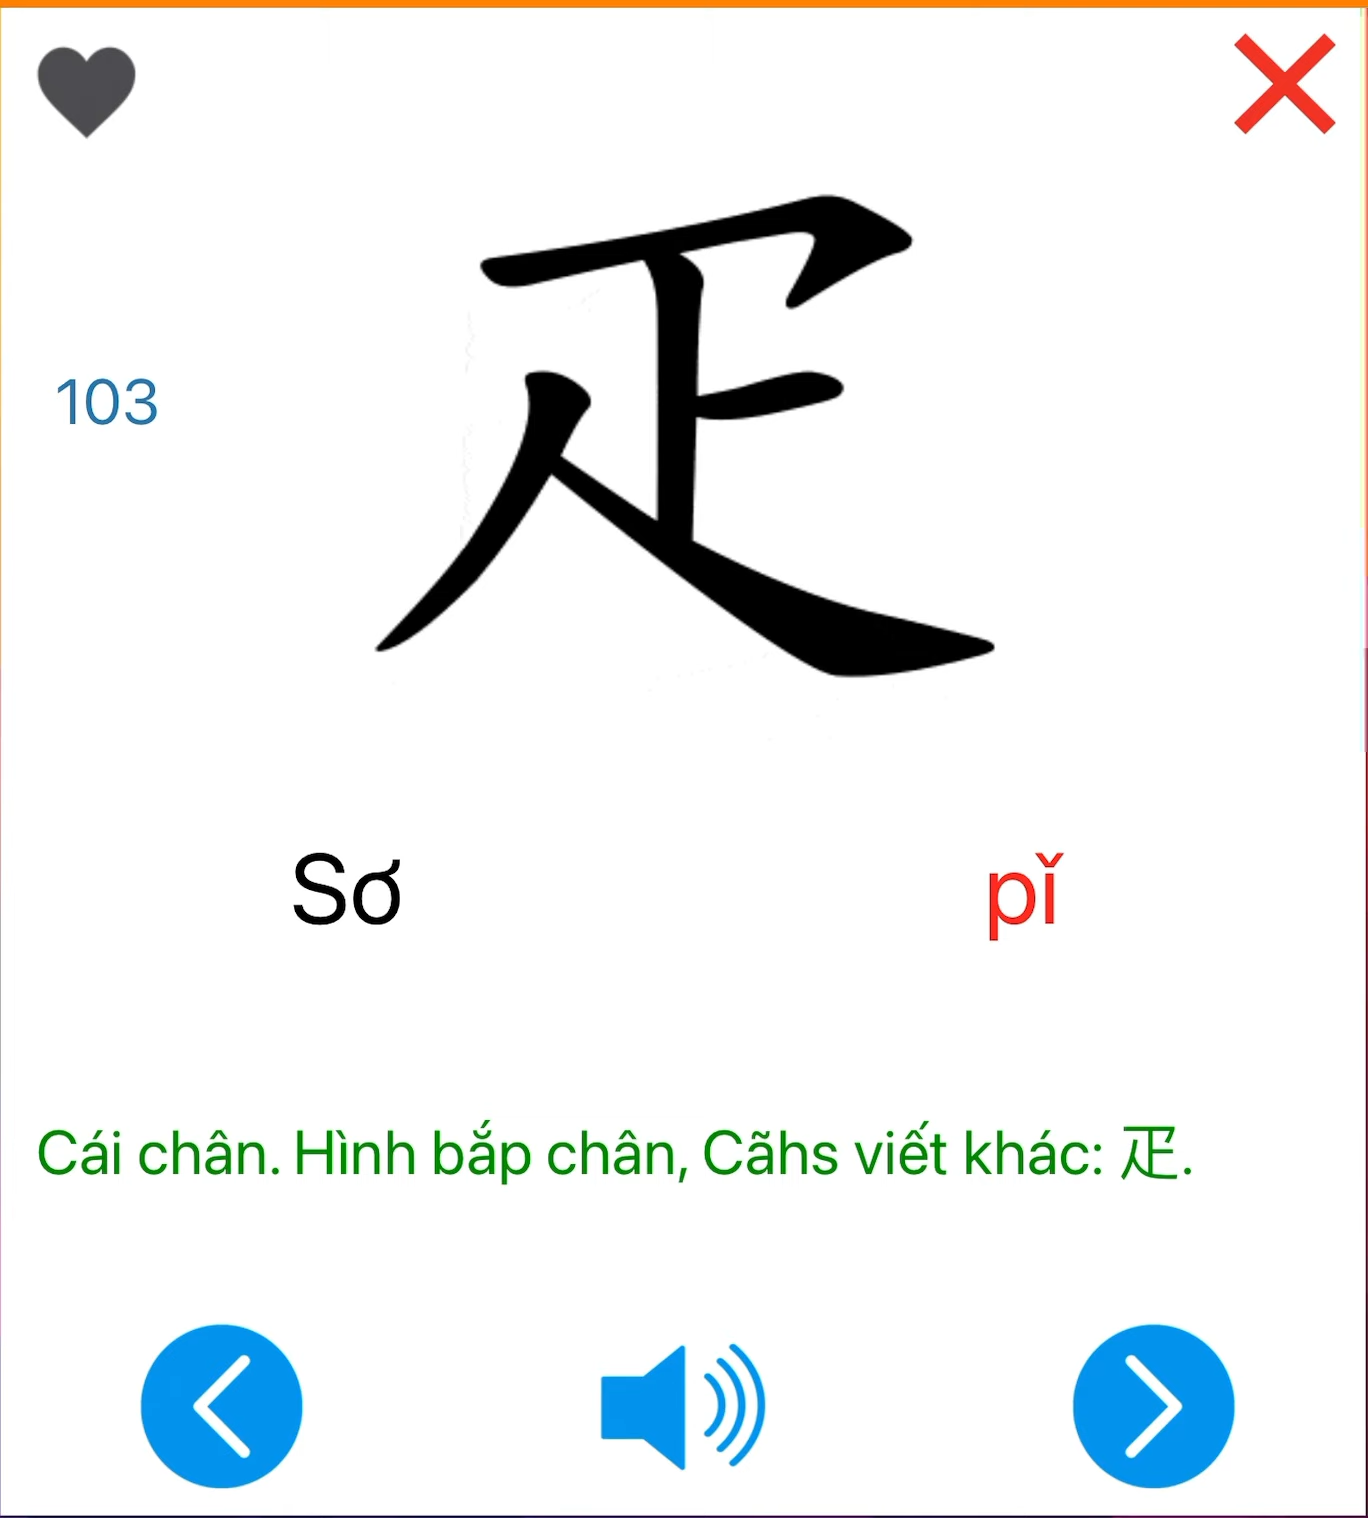 疋
103
Sơ
pǐ
Cái chân. Hình bắp chân, Cãhs viết khác: 𤴔.